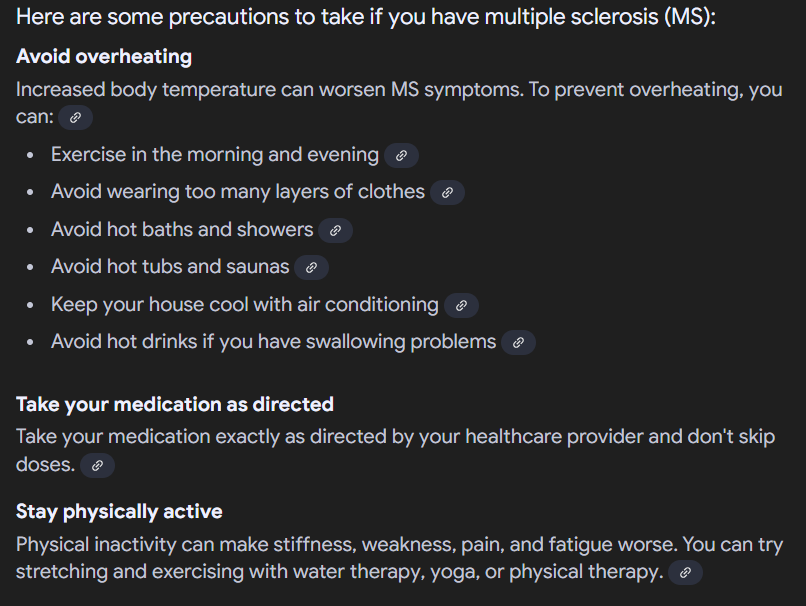 Here are some precautions to take if you have multiple sclerosis (MS):
Avoid overheating
Increased body temperature can worsen MS symptoms. To prevent overheating, you
can:
• Exercise in the morning and evening
• Avoid wearing too many layers of clothes
• Avoid hot baths and showers
• Avoid hot tubs and saunas
• Keep your house cool with air conditioning
• Avoid hot drinks if you have swallowing problems
Take your medication as directed
Take your medication exactly as directed by your healthcare provider and don't skip
doses.
Stay physically active
Physical inactivity can make stiffness, weakness, pain, and fatigue worse. You can try
stretching and exercising with water therapy, yoga, or physical therapy.